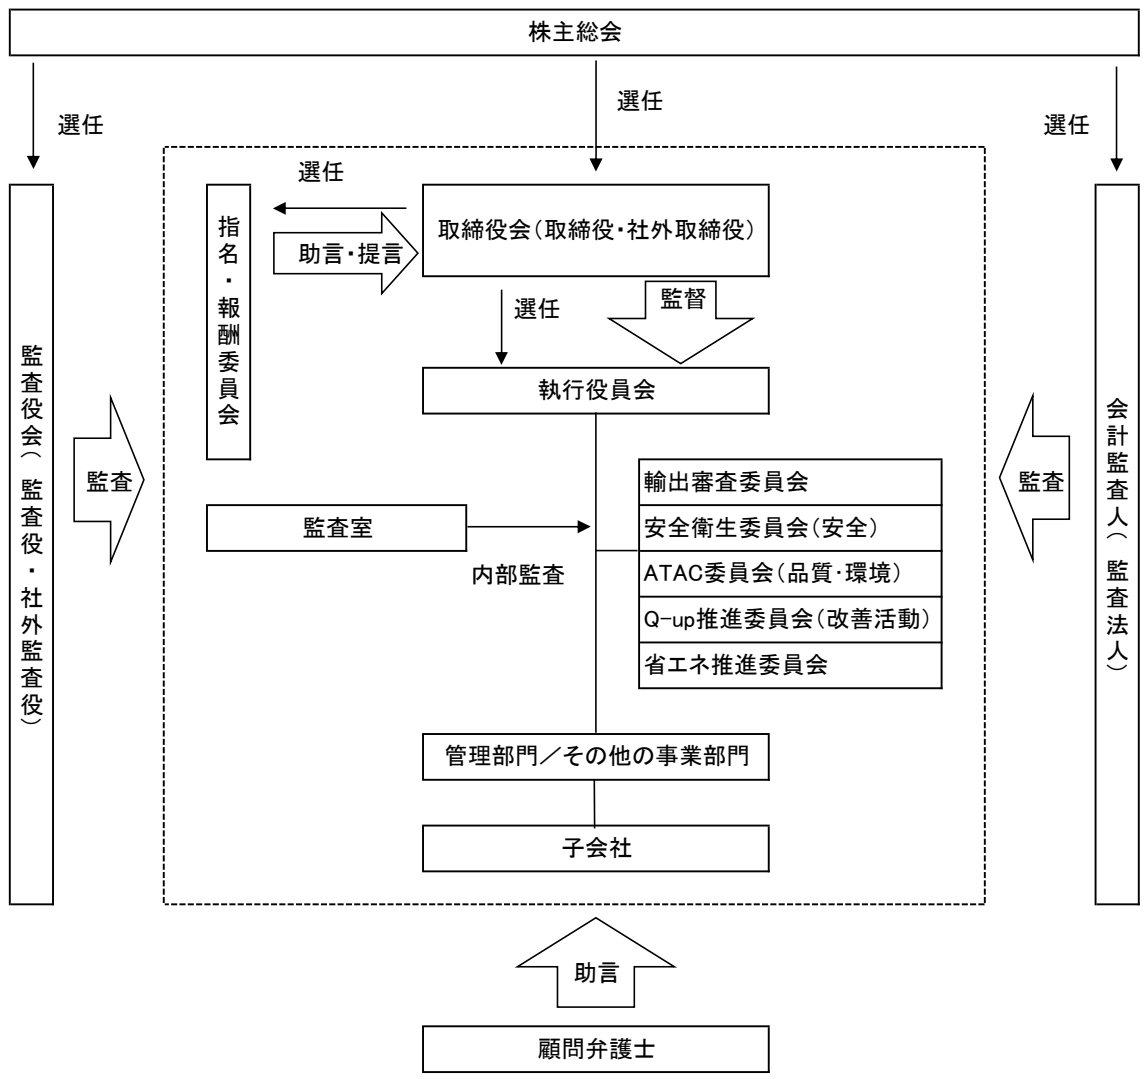 株主総会
選任
選任
選任
選任
取締役会(取締役・社外取締役)
指名・報酬委員会
助言・提言
選任
監督
執行役員会
監査役会(監査役・社外監査役)
監査
会計監査人(監査法人)
監査
輸出審査委員会
安全衛生委員会(安全)
ATAC委員会(品質・環境)
Q-up推進委員会(改善活動)
省エネ推進委員会
監査室
内部監査
管理部門/その他の事業部門
子会社
助言
顧問弁護士